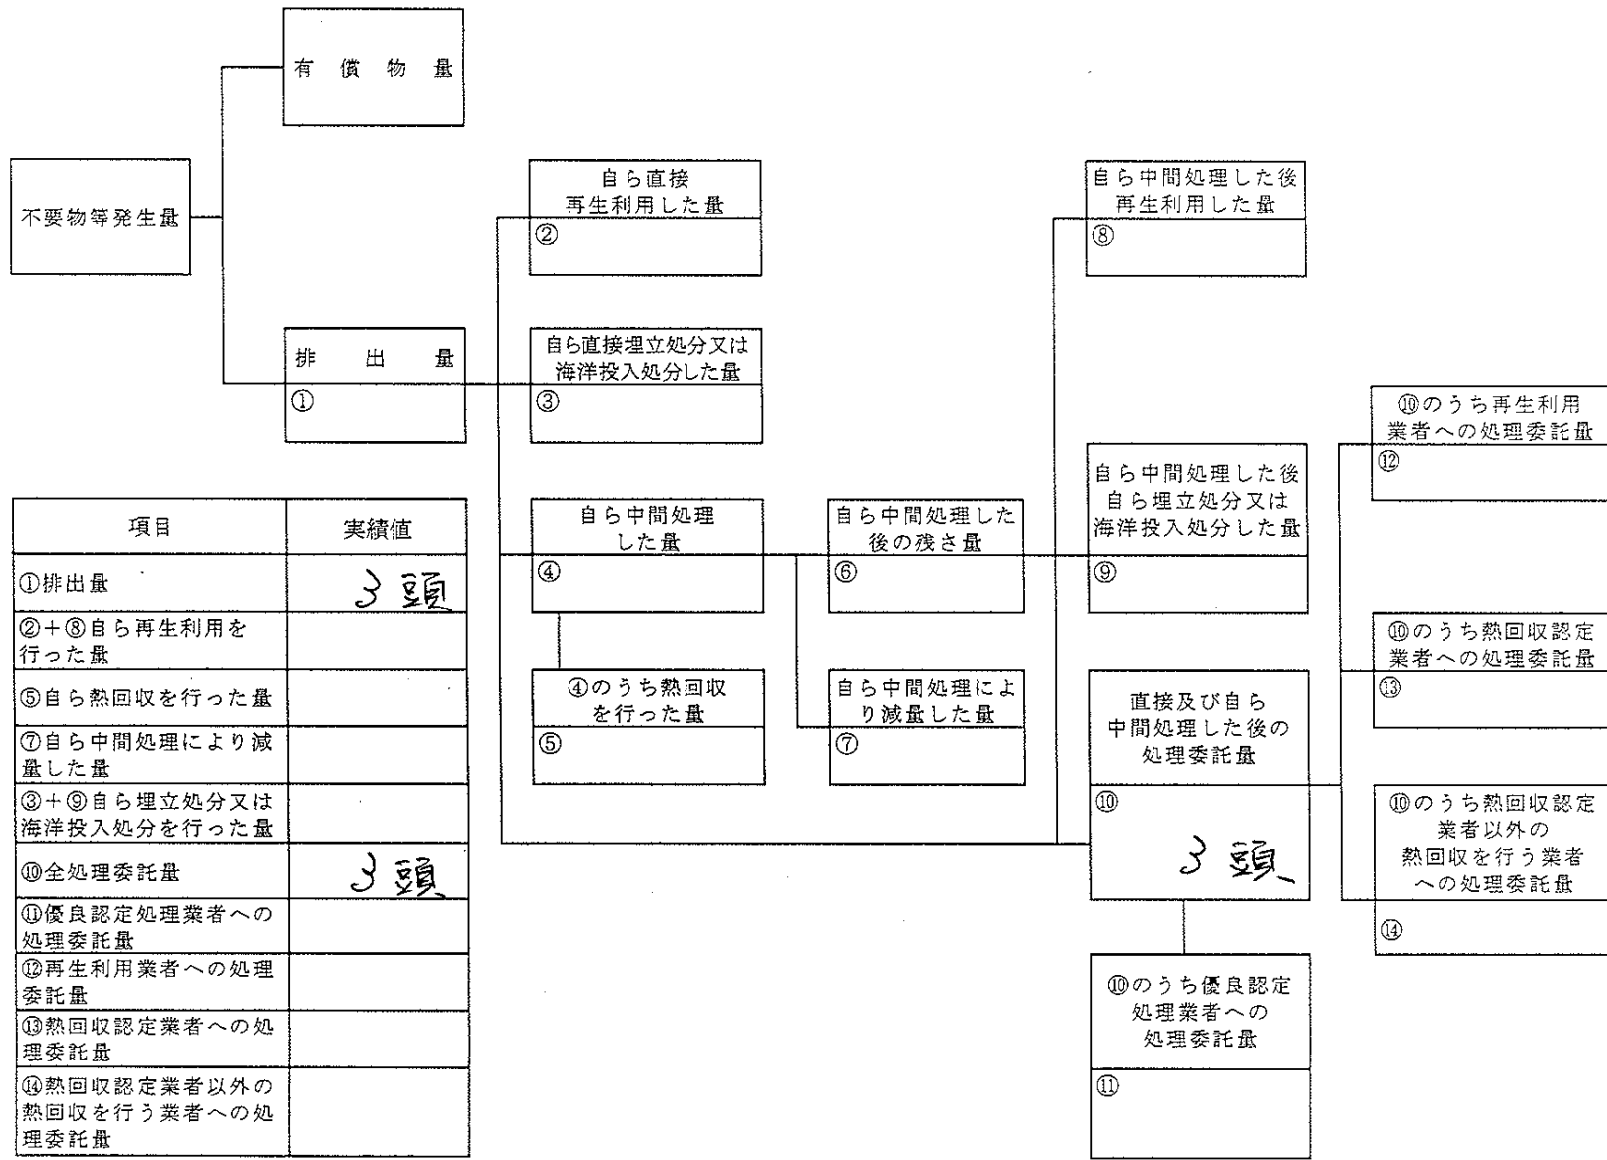 有償物量
不要物等発生量
排出量
①
自ら直接
再生利用した量
②
自ら直接埋立処分又は
海洋投入処分した量
③
自ら中間処理
した量
④
④のうち熱回収
を行った量
⑤
自ら中間処理した
後の残さ量
⑥
自ら中間処理によ
り減量した量
⑦
自ら中間処理した後
再生利用した量
⑧
自ら中間処理した後
自ら埋立処分又は
海洋投入処分した量
⑨
直接及び自ら
中間処理した後の
処理委託量
⑩
3頭
⑩のうち優良認定
処理業者への
処理委託量
⑪
⑩のうち再生利用
業者への処理委託量
⑫
⑩のうち熱回収認定
業者への処理委託量
⑬
⑩のうち熱回収認定
業者以外の
熱回収を行う業者
への処理委託量
⑭
項目 実績値
①排出量 3頭
②+⑧自ら再生利用を
行った量
⑤自ら熱回収を行った量
⑦自ら中間処理により減
量した量
③+⑨自ら埋立処分又は
海洋投入処分を行った量
⑩全処理委託量 3頭
⑪優良認定処理業者への
処理委託量
⑫再生利用業者への処理
委託量
⑬熱回収認定業者への処
理委託量
⑭熱回収認定業者以外の
熱回収を行う業者への処
理委託量